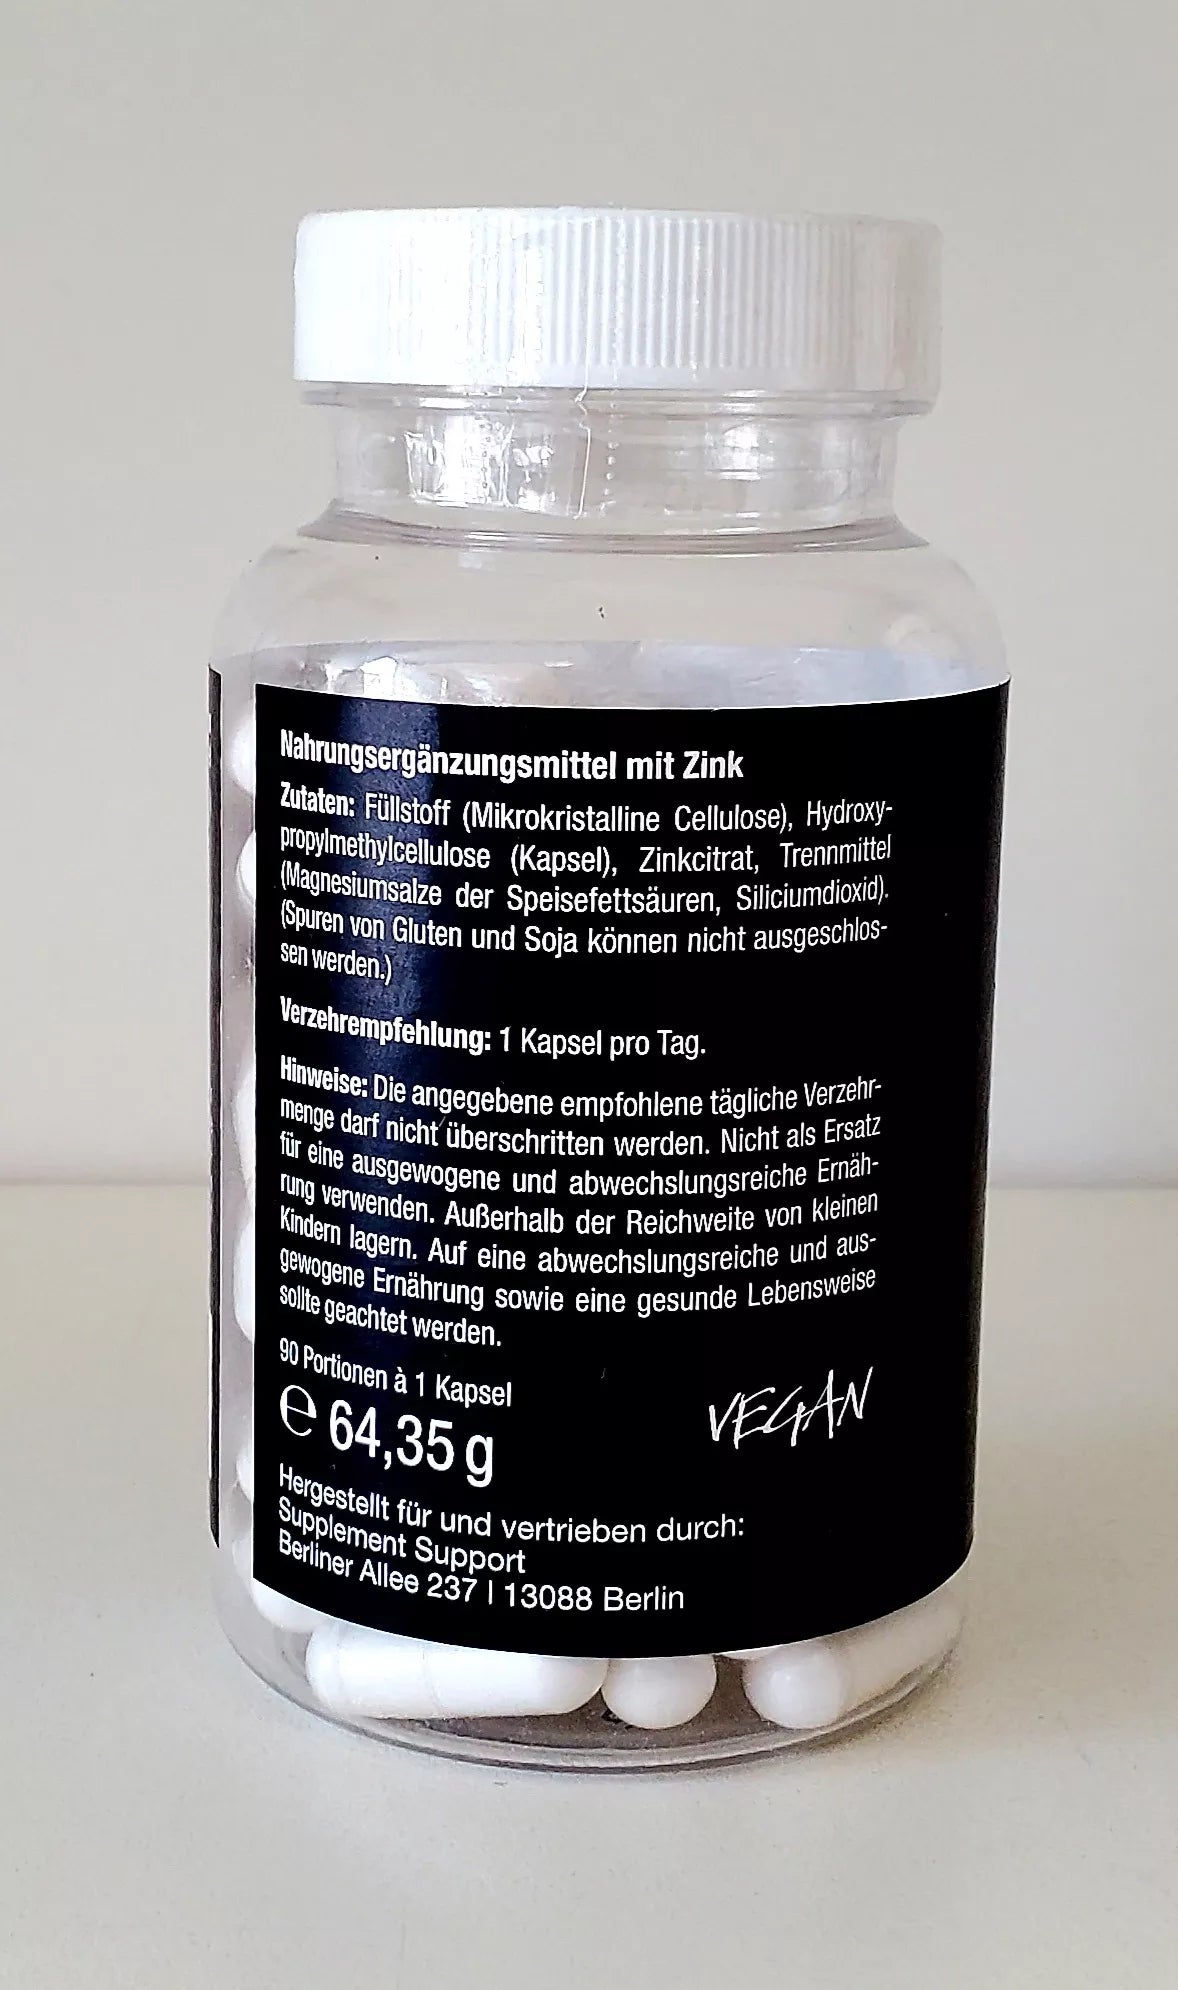 Nahrungsergänzungsmittel mit Zink
Zutaten: Füllstoff (Mikrokristalline Cellulose), Hydroxy-
propylmethylcellulose (Kapsel), Zinkcitrat, Trennmittel
(Magnesiumsalze der Speisefettsäuren, Siliciumdioxid).
(Spuren von Gluten und Soja können nicht ausgeschlos-
sen werden.)
Verzehrempfehlung: 1 Kapsel pro Tag.
Hinweise: Die angegebene empfohlene tägliche Verzehr-
menge darf nicht überschritten werden. Nicht als Ersatz
für eine ausgewogene und abwechslungsreiche Ernäh-
rung verwenden. Außerhalb der Reichweite von kleinen
Kindern lagern. Auf eine abwechslungsreiche und aus-
gewogene Ernährung sowie eine gesunde Lebensweise
sollte geachtet werden.
90 Portionen à 1 Kapsel
℮ 64,35 g
VEGAN
Hergestellt für und vertrieben durch:
Supplement Support
Berliner Allee 237 | 13088 Berlin